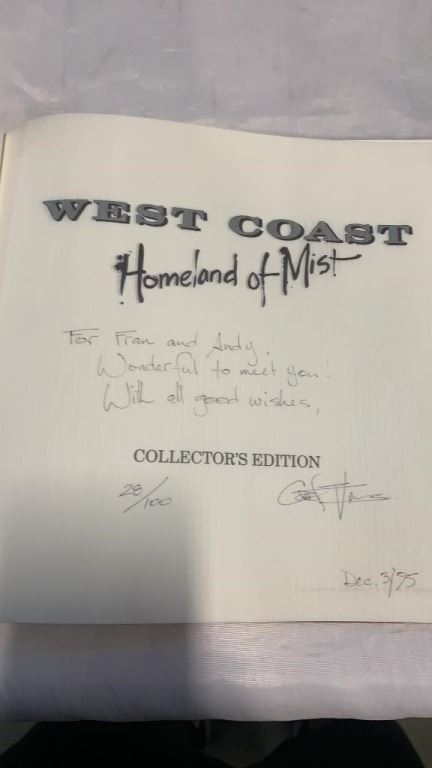 WEST COAST
Homeland of Mist
For Fran and Andy,
Wonderful to meet you!
With all good wishes,
COLLECTOR'S EDITION
28/100
Dec. 3/95